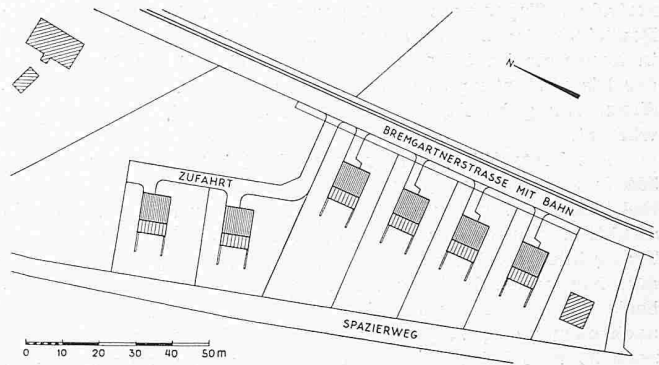 N
BREMGARTNERSTRASSE MIT BAHN
ZUFAHRT
SPAZIERWEG
0 10 20 30 40 50 m